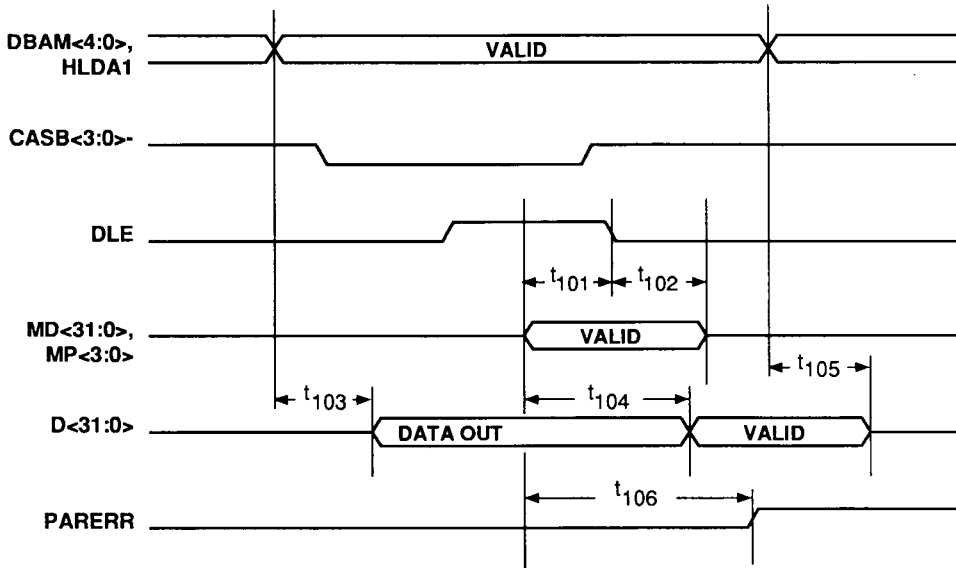 DBAM<4:0>,
HLDA1
VALID
CASB<3:0>-
DLE
t101
t102
MD<31:0>,
MP<3:0>
VALID
t103
t104
t105
D<31:0>
DATA OUT
VALID
t106
PARERR